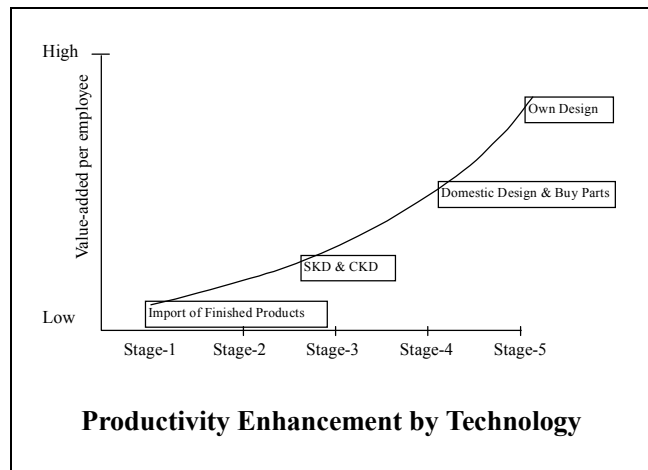 High
Value-added per employee
Own Design
Domestic Design & Buy Parts
SKD & CKD
Import of Finished Products
Low
Stage-1 Stage-2 Stage-3 Stage-4 Stage-5
Productivity Enhancement by Technology